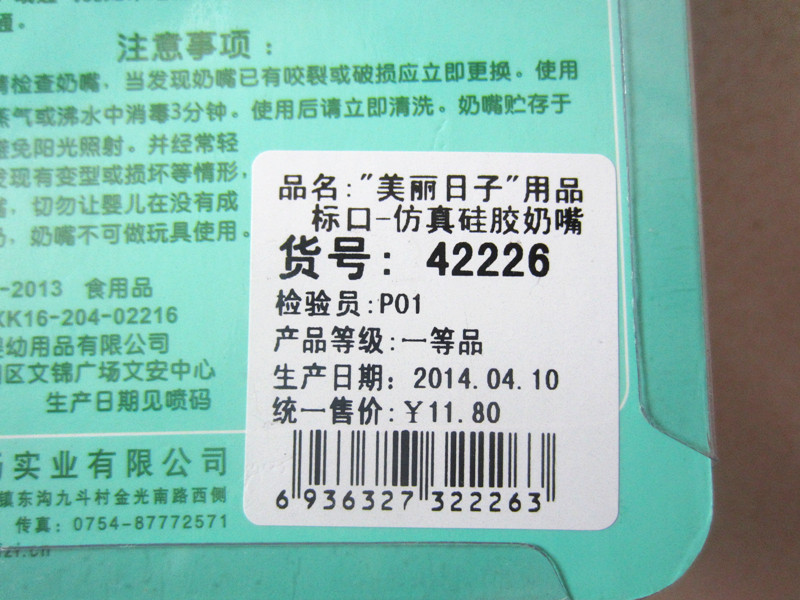 通。
注意事项：
请检查奶嘴，当发现奶嘴已有咬裂或破损应立即更换。使用
蒸气或沸水中消毒3分钟。使用后请立即清洗。奶嘴贮存于
避免阳光照射。并经常轻
发现有变型或损坏等情形，
嘴，切勿让婴儿在没有成
奶嘴不可做玩具使用。
-2013 食用品
XK16-204-02216
婴幼用品有限公司
区文锦广场文安中心
生产日期见喷码
实业有限公司
镇东沟九斗村金光南路西侧
传真：0754-87772571
zi.cn
品名:"美丽日子"用品
标口-仿真硅胶奶嘴
货号: 42226
检验员:P01
产品等级:一等品
生产日期: 2014.04.10
统一售价:￥11.80
6 936327 322263